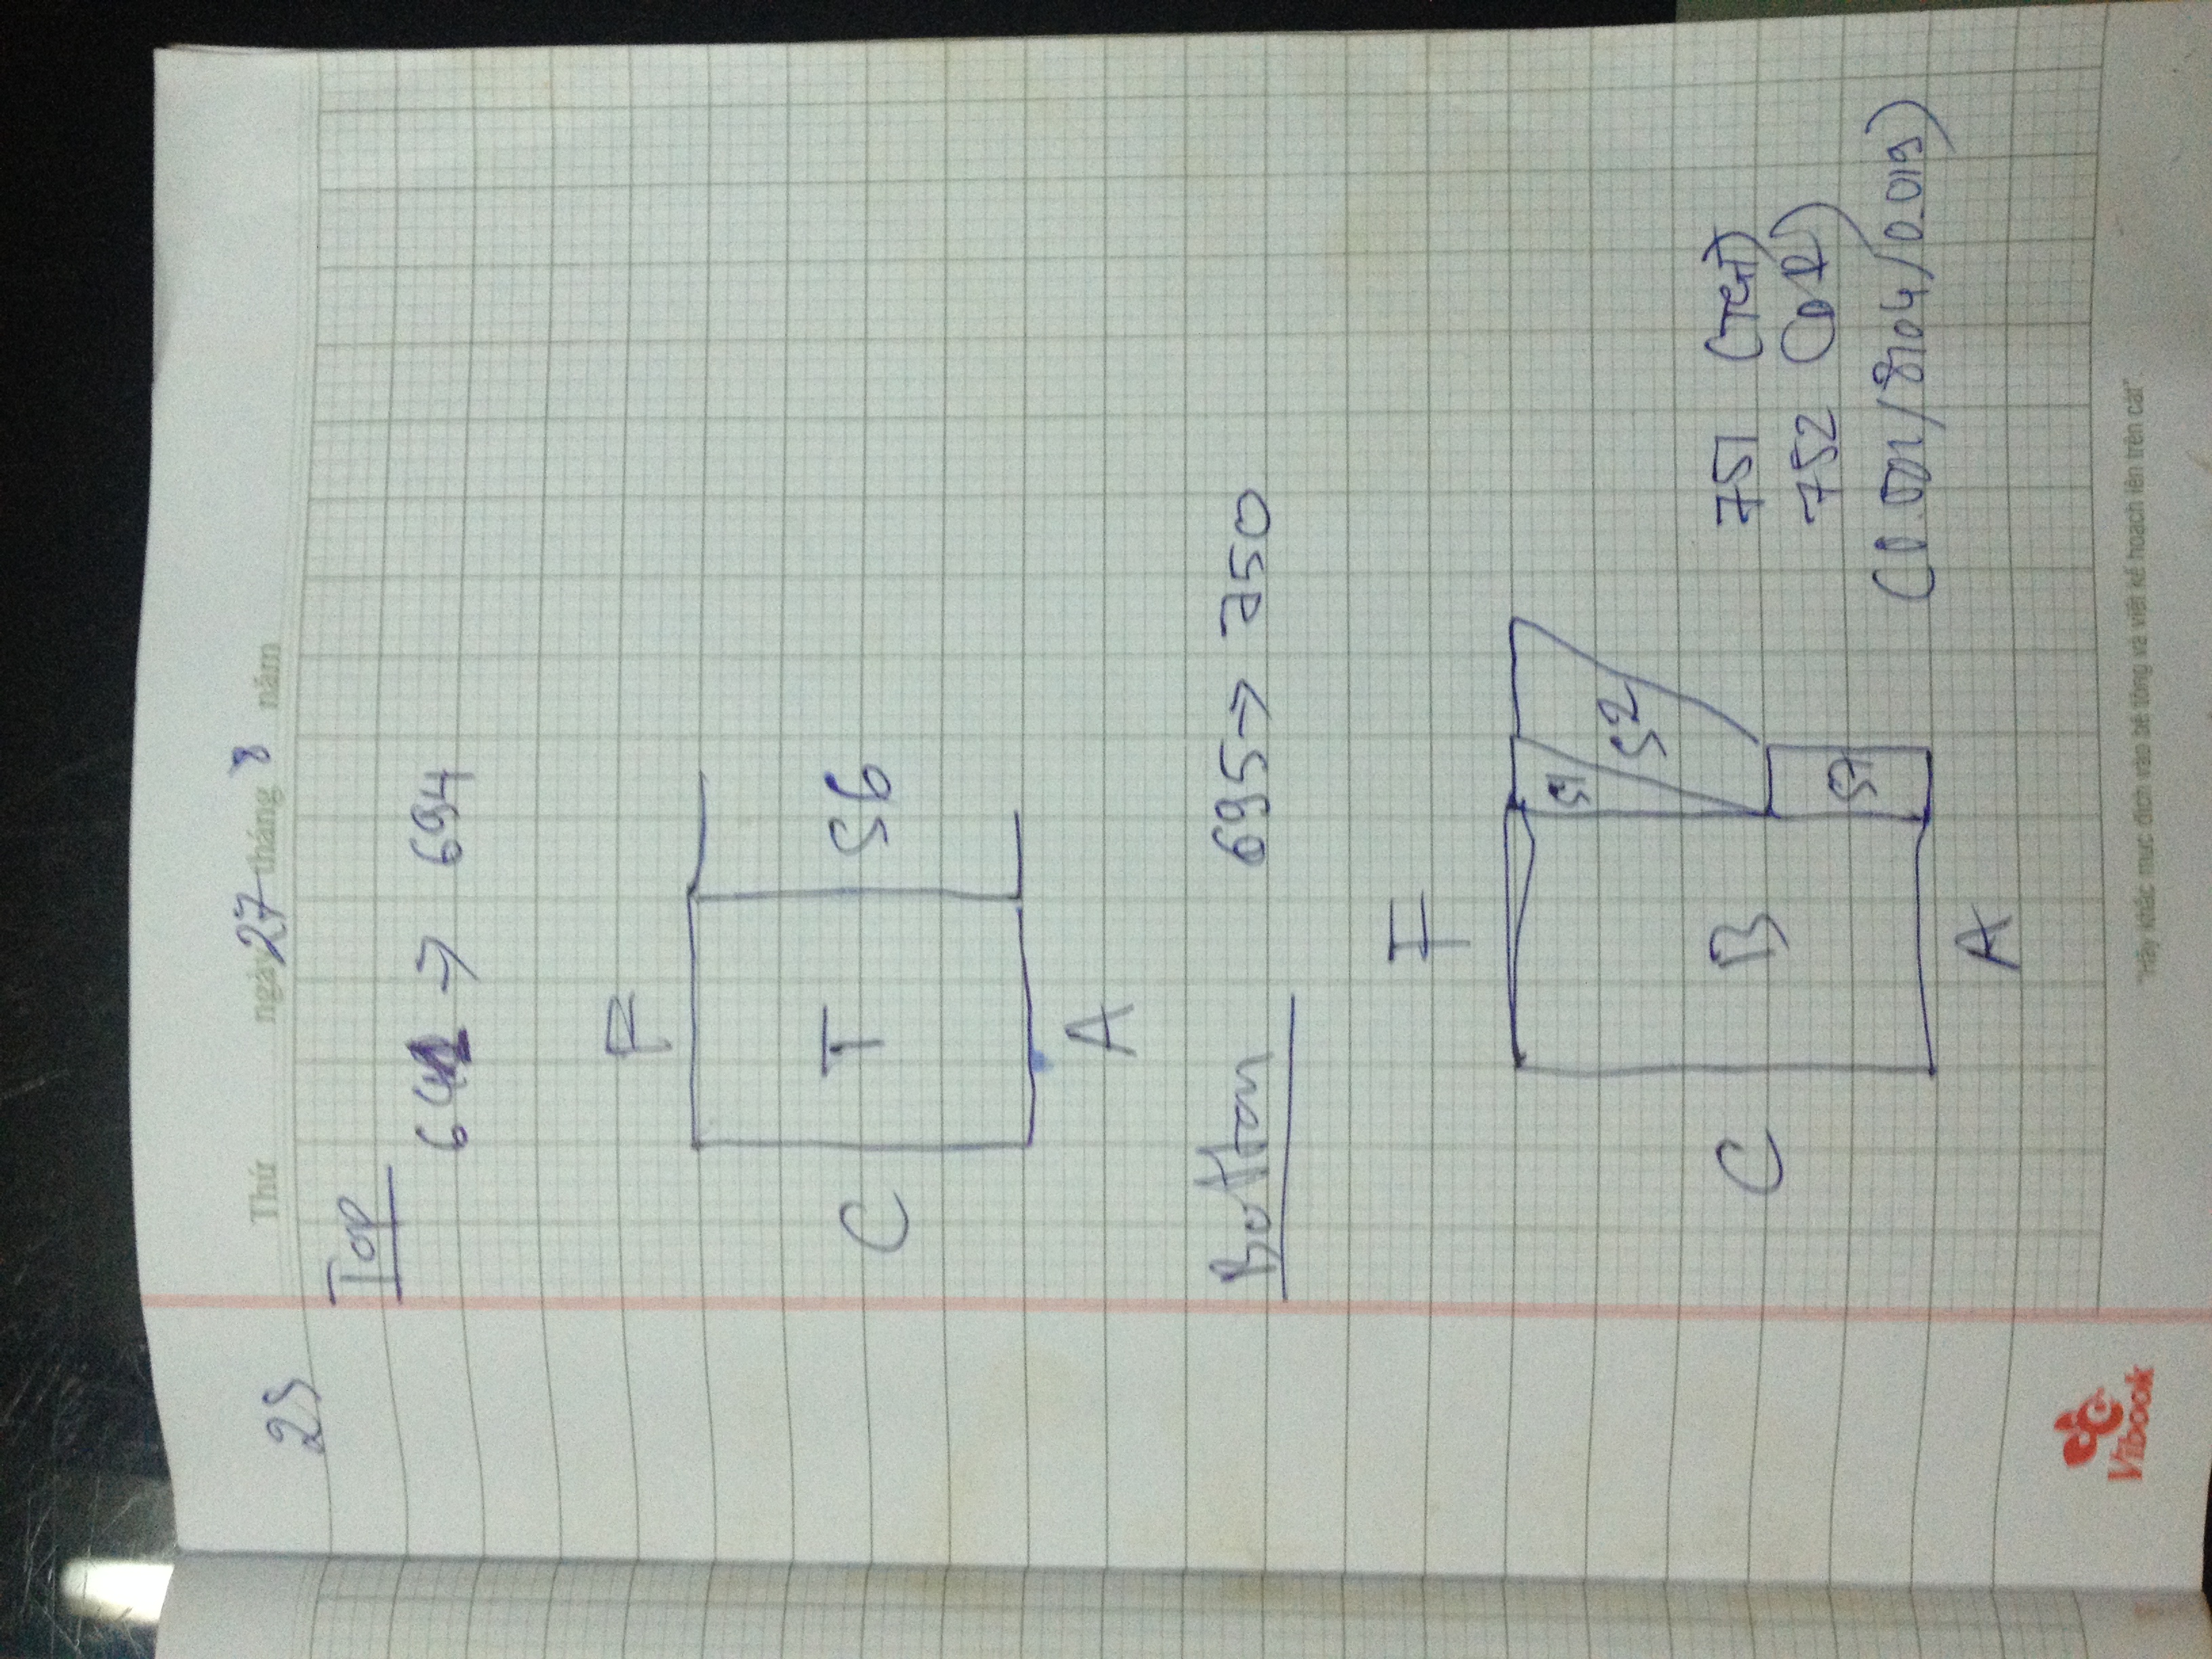 Thứ ngày 27 tháng 8 năm
Top
641 → 694
F
C T S6
A
Botton 695 → 750
F
S1
S2
C B
751 (TGT)
752 (DR)
S7
(0.001/8104/0.019)
A
Vibook
"Hãy khắc mục đích vào bê tông và viết kế hoạch lên trên cát".